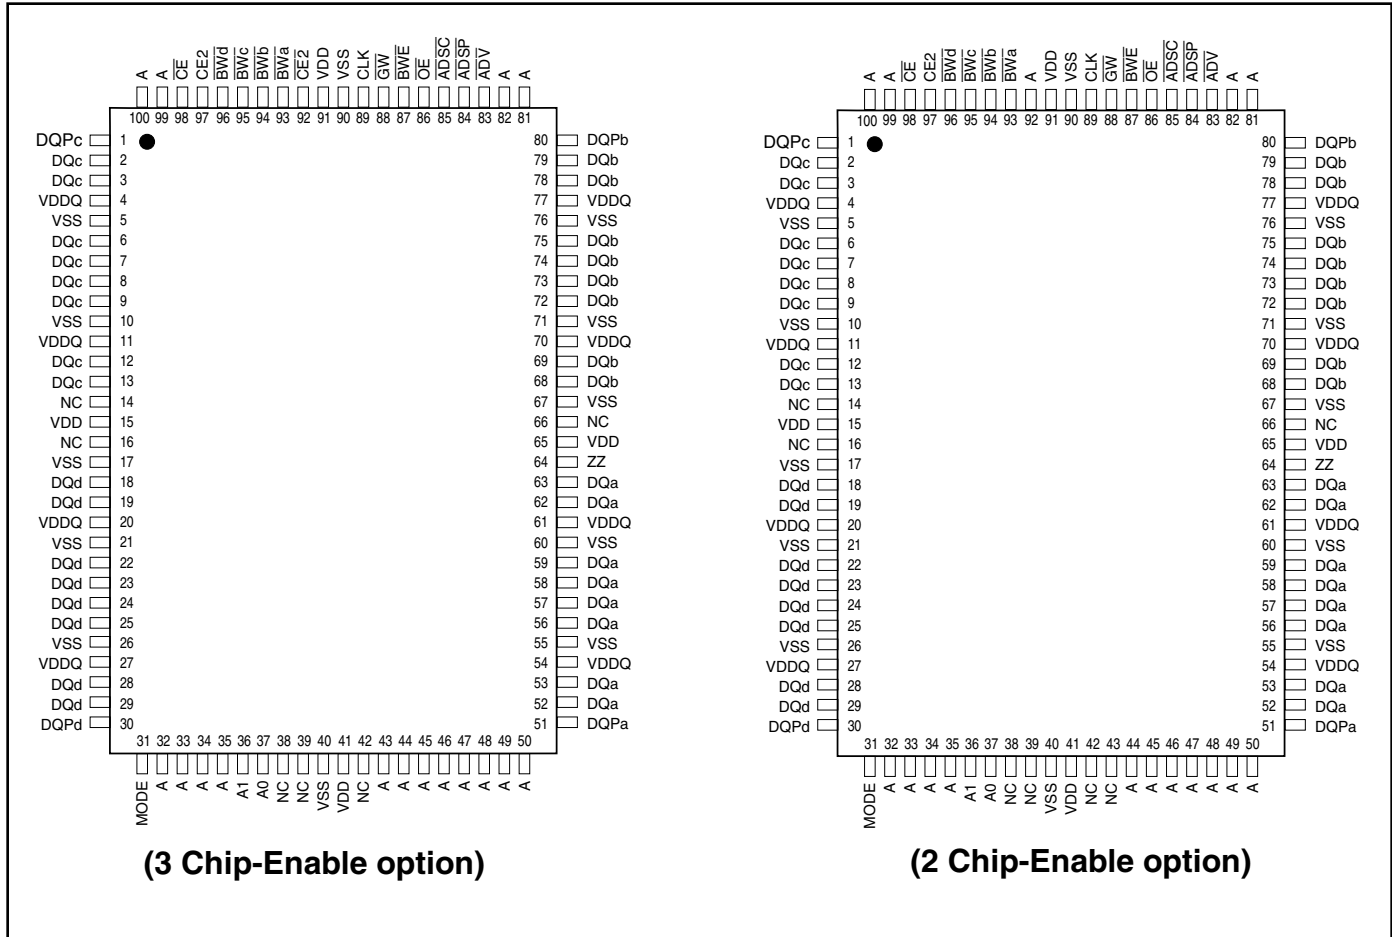 A A CE CE2 BWd BWc BWb BWa CE2 VDD VSS CLK GW BWE OE ADSC ADSP ADV A A
100 99 98 97 96 95 94 93 92 91 90 89 88 87 86 85 84 83 82 81
DQPc 1 80 DQPb
DQc 2 79 DQb
DQc 3 78 DQb
VDDQ 4 77 VDDQ
VSS 5 76 VSS
DQc 6 75 DQb
DQc 7 74 DQb
DQc 8 73 DQb
DQc 9 72 DQb
VSS 10 71 VSS
VDDQ 11 70 VDDQ
DQc 12 69 DQb
DQc 13 68 DQb
NC 14 67 VSS
VDD 15 66 NC
NC 16 65 VDD
VSS 17 64 ZZ
DQd 18 63 DQa
DQd 19 62 DQa
VDDQ 20 61 VDDQ
VSS 21 60 VSS
DQd 22 59 DQa
DQd 23 58 DQa
DQd 24 57 DQa
DQd 25 56 DQa
VSS 26 55 VSS
VDDQ 27 54 VDDQ
DQd 28 53 DQa
DQd 29 52 DQa
DQPd 30 51 DQPa
31 32 33 34 35 36 37 38 39 40 41 42 43 44 45 46 47 48 49 50
MODE A A A A A1 A0 NC NC VSS VDD NC A A A A A A A A
(3 Chip-Enable option)
A A CE CE2 BWd BWc BWb BWa A VDD VSS CLK GW BWE OE ADSC ADSP ADV A A
100 99 98 97 96 95 94 93 92 91 90 89 88 87 86 85 84 83 82 81
DQPc 1 80 DQPb
DQc 2 79 DQb
DQc 3 78 DQb
VDDQ 4 77 VDDQ
VSS 5 76 VSS
DQc 6 75 DQb
DQc 7 74 DQb
DQc 8 73 DQb
DQc 9 72 DQb
VSS 10 71 VSS
VDDQ 11 70 VDDQ
DQc 12 69 DQb
DQc 13 68 DQb
NC 14 67 VSS
VDD 15 66 NC
NC 16 65 VDD
VSS 17 64 ZZ
DQd 18 63 DQa
DQd 19 62 DQa
VDDQ 20 61 VDDQ
VSS 21 60 VSS
DQd 22 59 DQa
DQd 23 58 DQa
DQd 24 57 DQa
DQd 25 56 DQa
VSS 26 55 VSS
VDDQ 27 54 VDDQ
DQd 28 53 DQa
DQd 29 52 DQa
DQPd 30 51 DQPa
31 32 33 34 35 36 37 38 39 40 41 42 43 44 45 46 47 48 49 50
MODE A A A A A1 A0 NC NC VSS VDD NC NC A A A A A A A
(2 Chip-Enable option)